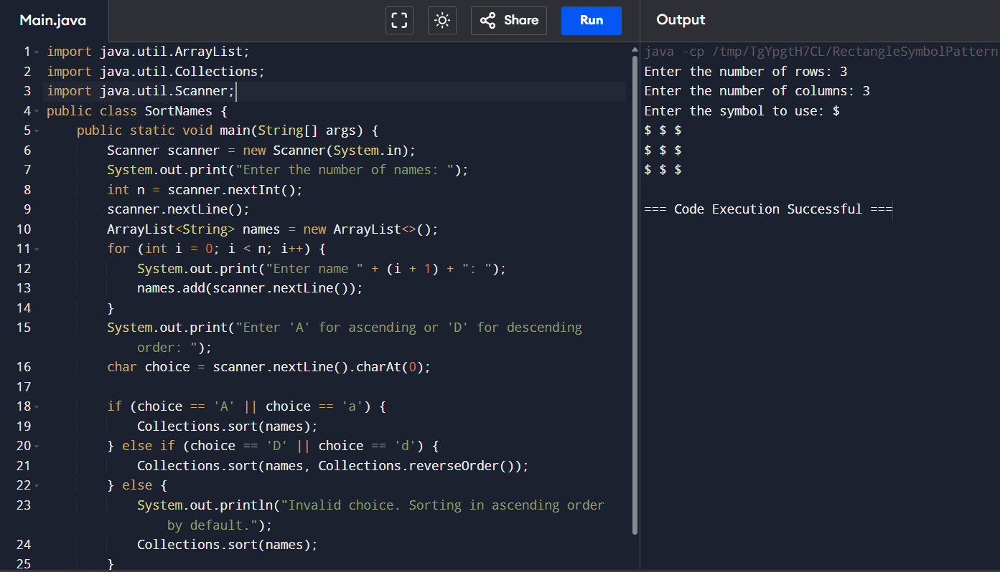 Main.java
Share
Run
Output
1 import java.util.ArrayList;
2 import java.util.Collections;
3 import java.util.Scanner;
4 public class SortNames {
5     public static void main(String[] args) {
6         Scanner scanner = new Scanner(System.in);
7         System.out.print("Enter the number of names: ");
8         int n = scanner.nextInt();
9         scanner.nextLine();
10         ArrayList<String> names = new ArrayList<>();
11         for (int i = 0; i < n; i++) {
12             System.out.print("Enter name " + (i + 1) + ": ");
13             names.add(scanner.nextLine());
14         }
15         System.out.print("Enter 'A' for ascending or 'D' for descending
            order: ");
16         char choice = scanner.nextLine().charAt(0);
17
18         if (choice == 'A' || choice == 'a') {
19             Collections.sort(names);
20         } else if (choice == 'D' || choice == 'd') {
21             Collections.sort(names, Collections.reverseOrder());
22         } else {
23             System.out.println("Invalid choice. Sorting in ascending order
                by default.");
24             Collections.sort(names);
25         }
java -cp /tmp/TgYpgtH7CL/RectangleSymbolPattern
Enter the number of rows: 3
Enter the number of columns: 3
Enter the symbol to use: $
$ $ $
$ $ $
$ $ $
=== Code Execution Successful ===